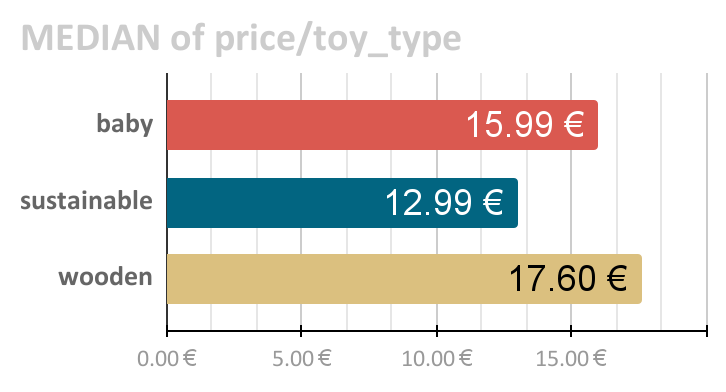 MEDIAN of price/toy_type
baby
15.99 €
sustainable
12.99 €
wooden
17.60 €
0.00 € 5.00 € 10.00 € 15.00 €